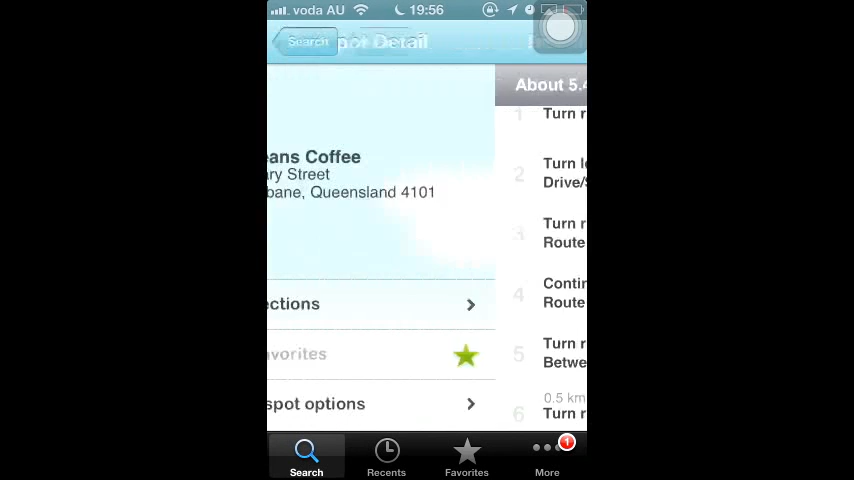 voda AU 19:56
Search pot Detail
About 5.4
eans Coffee
ary Street
bane, Queensland 4101
ections
avorites
spot options
1 Turn r
2 Turn l
Drive/S
3 Turn r
Route
4 Contin
Route
5 Turn r
Betwe
0.5 km
6 Turn r
Search Recents Favorites More
1